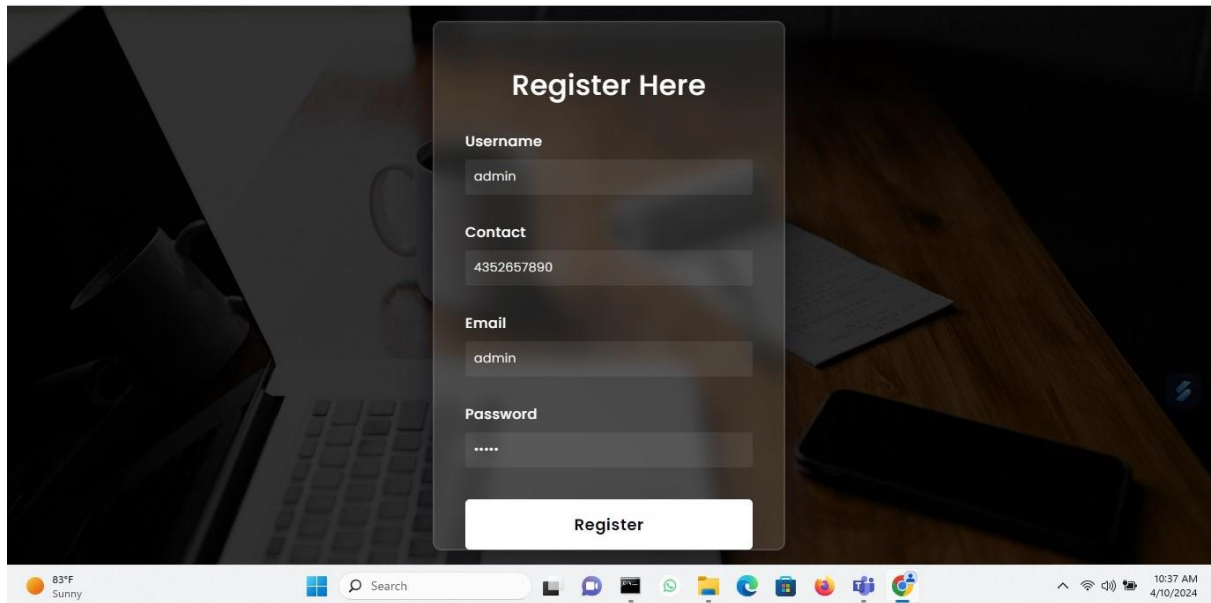 Register Here
Username
admin
Contact
4352657890
Email
admin
Password
•••••
Register
83°F
Sunny
Search
10:37 AM
4/10/2024